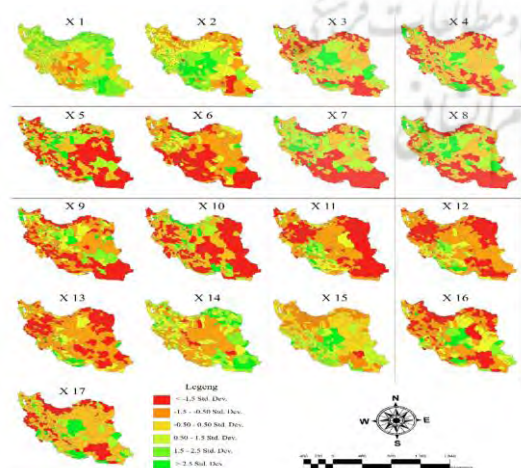 و مطالعات فرہنگی
X 1
X 2
X 3
X 4
X 5
X 6
X 7
X 8
X 9
X 10
X 11
X 12
X 13
X 14
X 15
X 16
X 17
Legeng
< -1.5 Std. Dev.
-1.5 - -0.50 Std. Dev.
-0.50 - 0.50 Std. Dev.
0.50 - 1.5 Std. Dev.
1.5 - 2.5 Std. Dev.
> 2.5 Std. Dev.
N
W
E
S